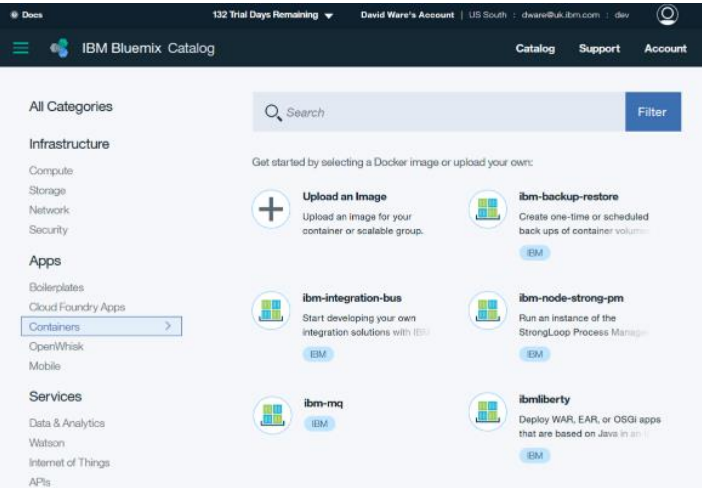 Docs
132 Trial Days Remaining
David Ware's Account | US South : dware@uk.ibm.com : dev
IBM Bluemix Catalog
Catalog Support Account
All Categories
Infrastructure
Compute
Storage
Network
Security
Apps
Boilerplates
Cloud Foundry Apps
Containers
OpenWhisk
Mobile
Services
Data & Analytics
Watson
Internet of Things
APIs
Search
Filter
Get started by selecting a Docker image or upload your own:
Upload an Image
Upload an image for your
container or scalable group.
ibm-backup-restore
Create one-time or scheduled
back ups of container volume
IBM
ibm-integration-bus
Start developing your own
integration solutions with IBM
IBM
ibm-node-strong-pm
Run an instance of the
StrongLoop Process Manage
IBM
ibm-mq
IBM
ibmliberty
Deploy WAR, EAR, or OSGi apps
that are based on Java in an
IBM